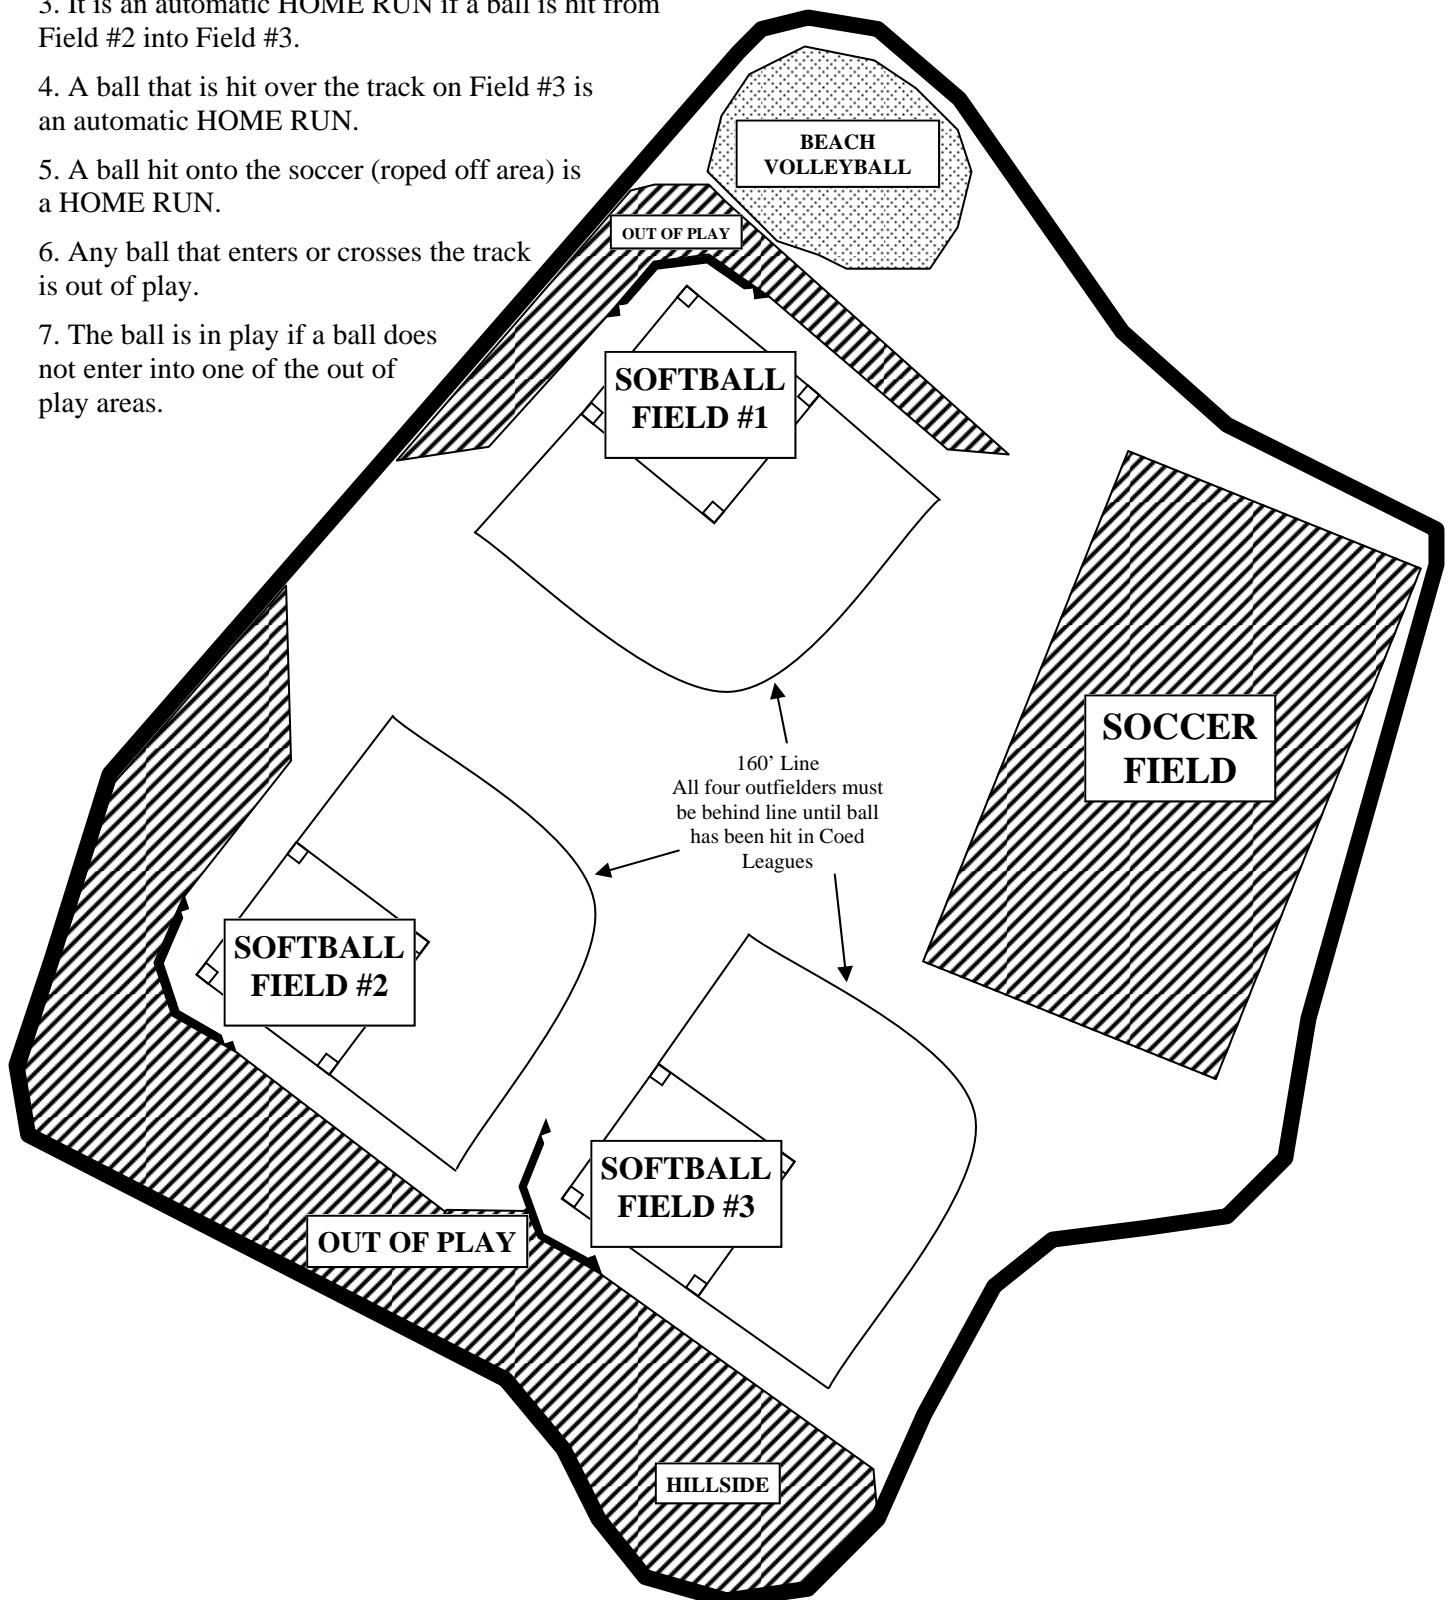 3. It is an automatic HOME RUN if a ball is hit from
Field #2 into Field #3.
4. A ball that is hit over the track on Field #3 is
an automatic HOME RUN.
5. A ball hit onto the soccer (roped off area) is
a HOME RUN.
6. Any ball that enters or crosses the track
is out of play.
7. The ball is in play if a ball does
not enter into one of the out of
play areas.
BEACH
VOLLEYBALL
OUT OF PLAY
SOFTBALL
FIELD #1
SOCCER
FIELD
160’ Line
All four outfielders must
be behind line until ball
has been hit in Coed
Leagues
SOFTBALL
FIELD #2
SOFTBALL
FIELD #3
OUT OF PLAY
HILLSIDE